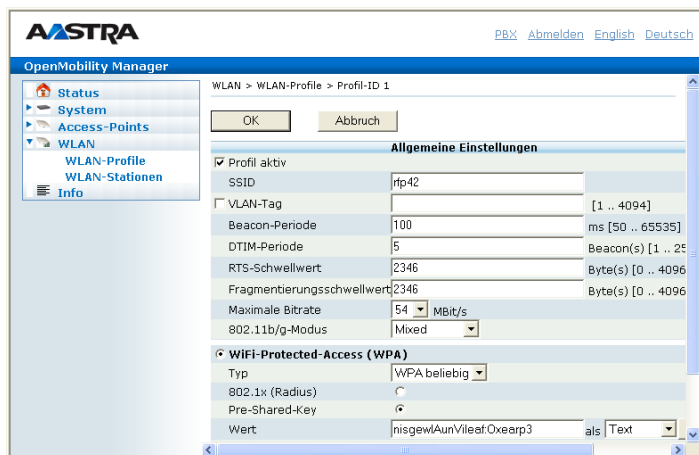 AASTRA
PBX Abmelden English Deutsch
OpenMobility Manager
Status
System
Access-Points
WLAN
WLAN-Profile
WLAN-Stationen
Info
WLAN > WLAN-Profile > Profil-ID 1
OK Abbruch
Allgemeine Einstellungen
Profil aktiv
SSID rfp42
VLAN-Tag [1 .. 4094]
Beacon-Periode 100 ms [50 .. 65535]
DTIM-Periode 5 Beacon(s) [1 .. 25
RTS-Schwellwert 2346 Byte(s) [0 .. 4096
Fragmentierungsschwellwert 2346 Byte(s) [0 .. 4096
Maximale Bitrate 54 MBit/s
802.11b/g-Modus Mixed
WiFi-Protected-Access (WPA)
Typ WPA beliebig
802.1x (Radius)
Pre-Shared-Key
Wert nisgewlAunVileaf:Oxearp3 als Text